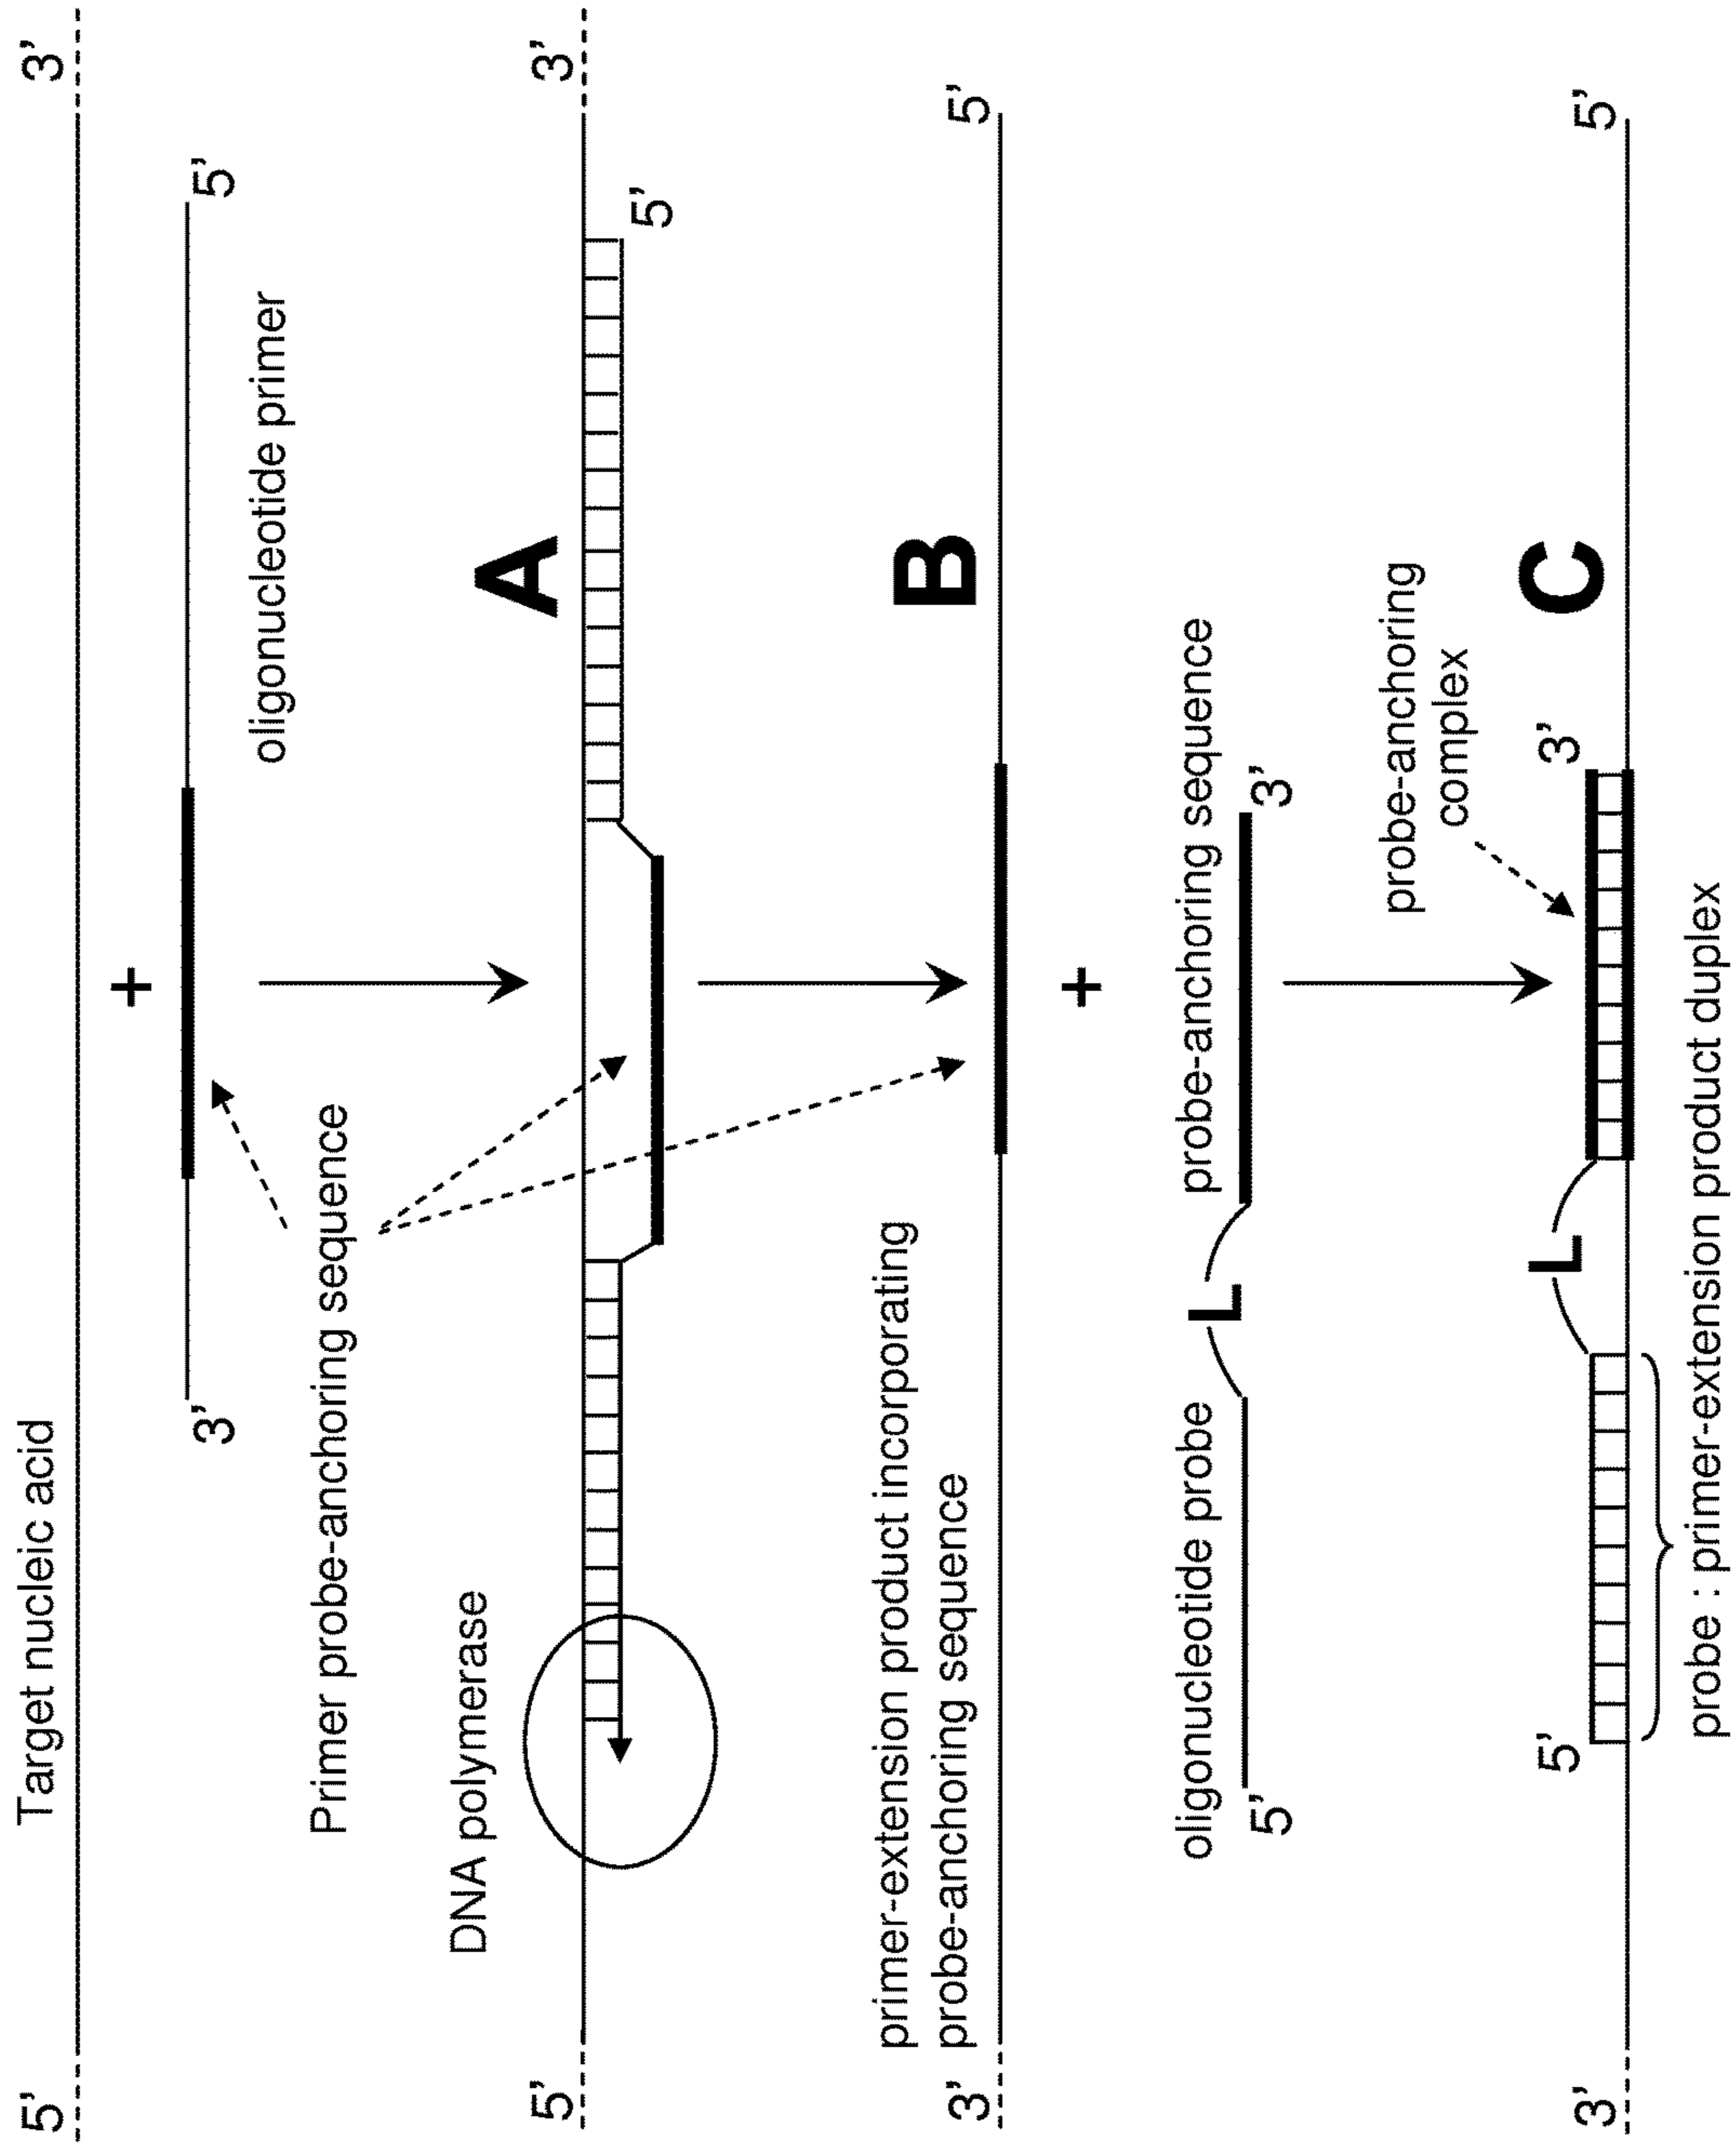 5' Target nucleic acid 3'
+
3' 5'
oligonucleotide primer
Primer probe-anchoring sequence
DNA polymerase
A
5' 3'
5'
primer-extension product incorporating
probe-anchoring sequence
B
3' 5'
+
oligonucleotide probe probe-anchoring sequence
L
5' 3'
probe-anchoring
complex
C
L
5' 3'
3' 5'
probe : primer-extension product duplex